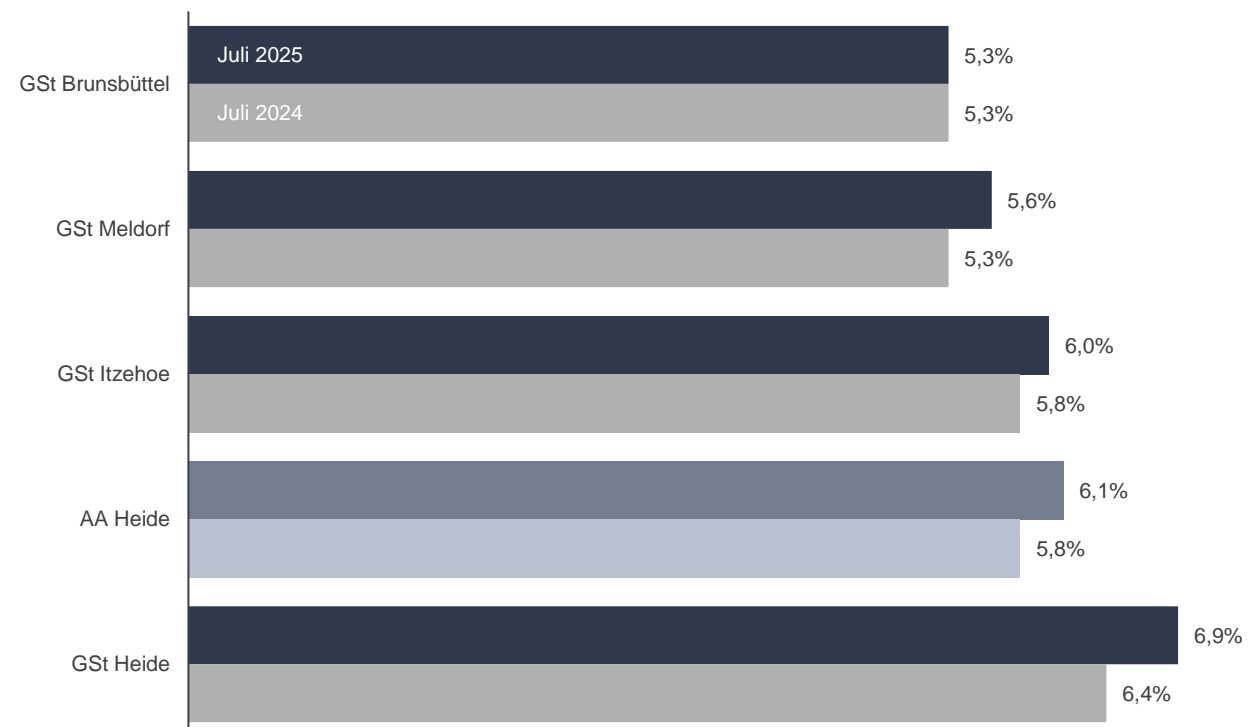 Juli 2025
5,3%
GSt Brunsbüttel
Juli 2024
5,3%
5,6%
GSt Meldorf
5,3%
6,0%
GSt Itzehoe
5,8%
6,1%
AA Heide
5,8%
6,9%
GSt Heide
6,4%